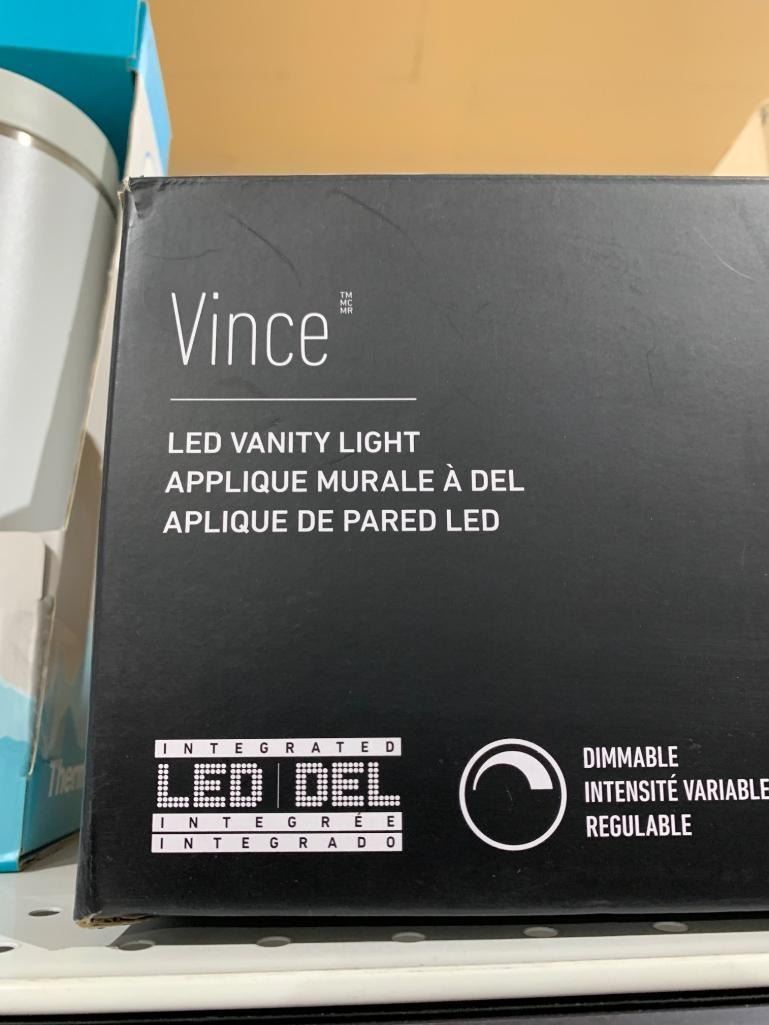 Vince
TM
MC
MR
LED VANITY LIGHT
APPLIQUE MURALE À DEL
APLIQUE DE PARED LED
INTEGRATED
LED | DEL
INTEGRÉE
INTEGRADO
DIMMABLE
INTENSITÉ VARIABLE
REGULABLE